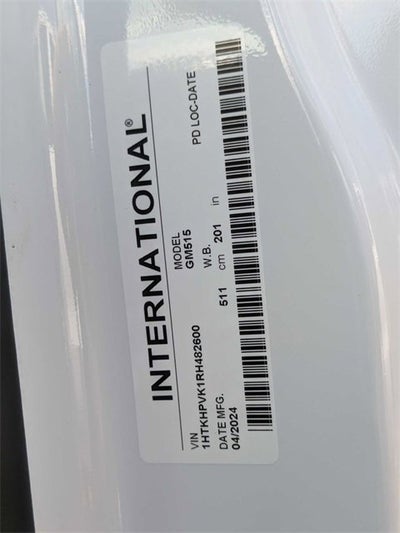 INTERNATIONAL®
VIN MODEL PD LOC-DATE
1HTKHPVK1RH482600 GM515
DATE MFG. W.B.
04/2024 511 cm 201 in